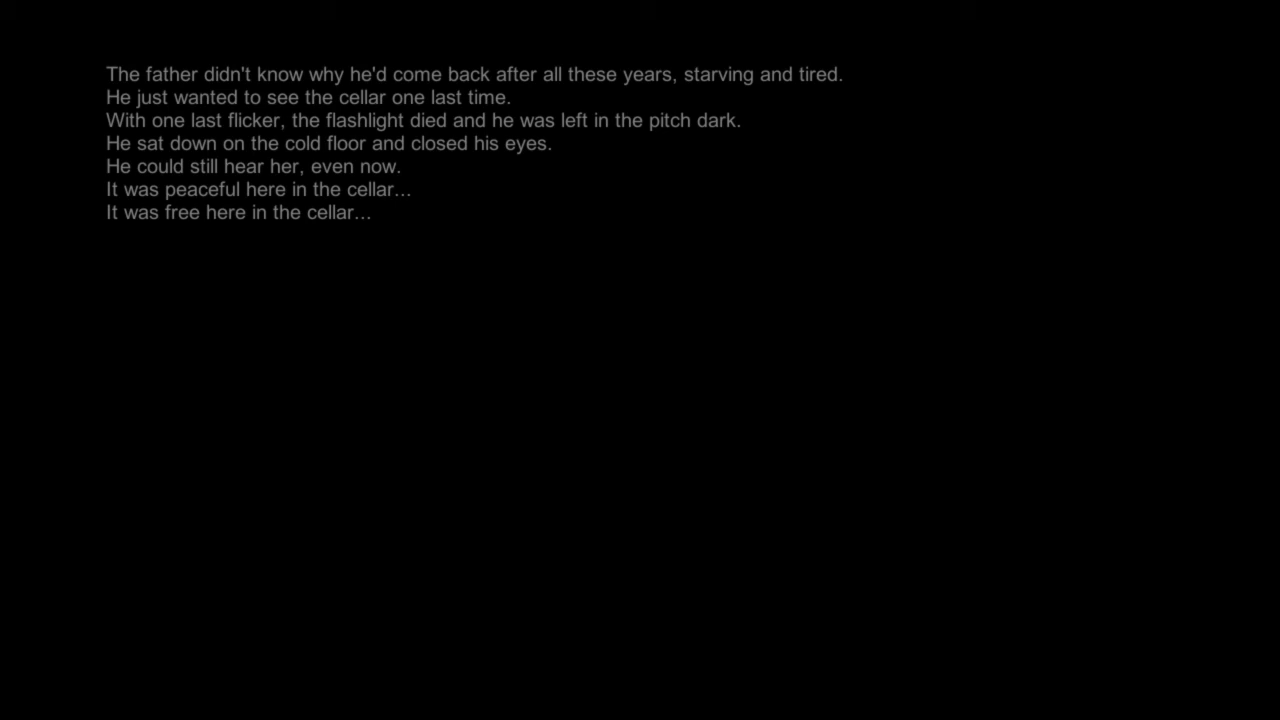 The father didn't know why he'd come back after all these years, starving and tired.
He just wanted to see the cellar one last time.
With one last flicker, the flashlight died and he was left in the pitch dark.
He sat down on the cold floor and closed his eyes.
He could still hear her, even now.
It was peaceful here in the cellar...
It was free here in the cellar...